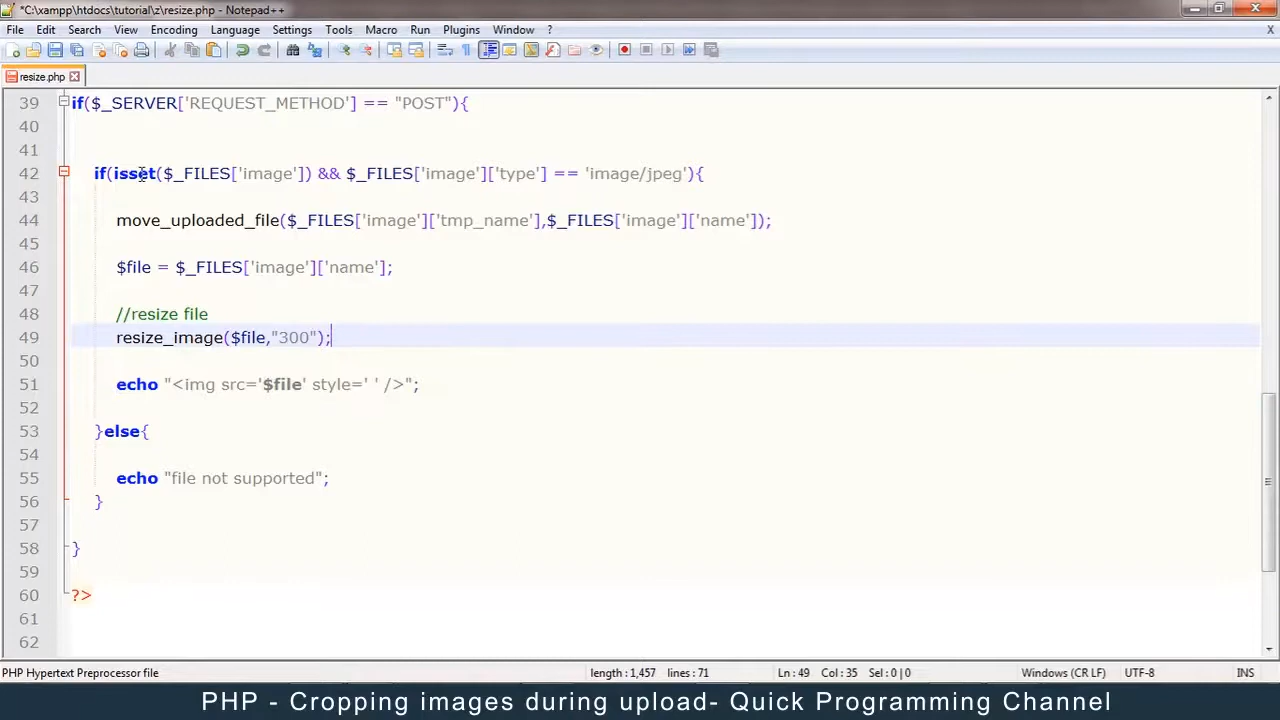 *C:\xampp\htdocs\tutorial\z\resize.php - Notepad++
File Edit Search View Encoding Language Settings Tools Macro Run Plugins Window ? X
resize.php
39 if($_SERVER['REQUEST_METHOD'] == "POST"){
40
41
42 if(isset($_FILES['image']) && $_FILES['image']['type'] == 'image/jpeg'){
43
44 move_uploaded_file($_FILES['image']['tmp_name'],$_FILES['image']['name']);
45
46 $file = $_FILES['image']['name'];
47
48 //resize file
49 resize_image($file,"300");
50
51 echo "<img src='$file' style=' ' />";
52
53 }else{
54
55 echo "file not supported";
56 }
57
58 }
59
60 ?>
61
62
PHP Hypertext Preprocessor file length : 1,457 lines : 71 Ln : 49 Col : 35 Sel : 0 | 0 Windows (CR LF) UTF-8 INS
PHP - Cropping images during upload- Quick Programming Channel